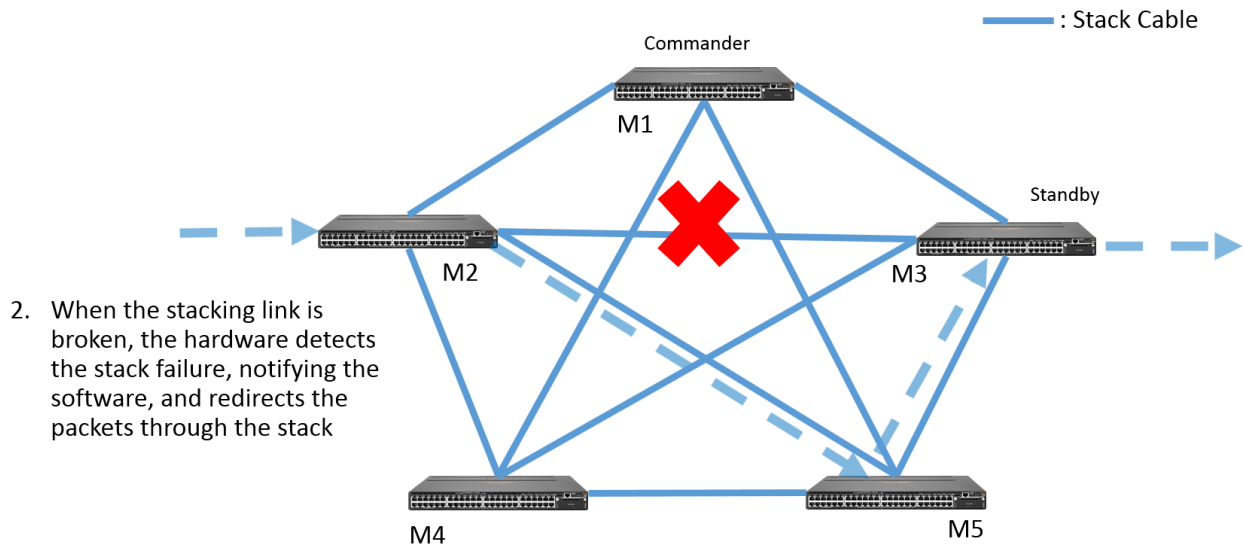 : Stack Cable
Commander
M1
Standby
M2
M3
2. When the stacking link is
broken, the hardware detects
the stack failure, notifying the
software, and redirects the
packets through the stack
M4
M5